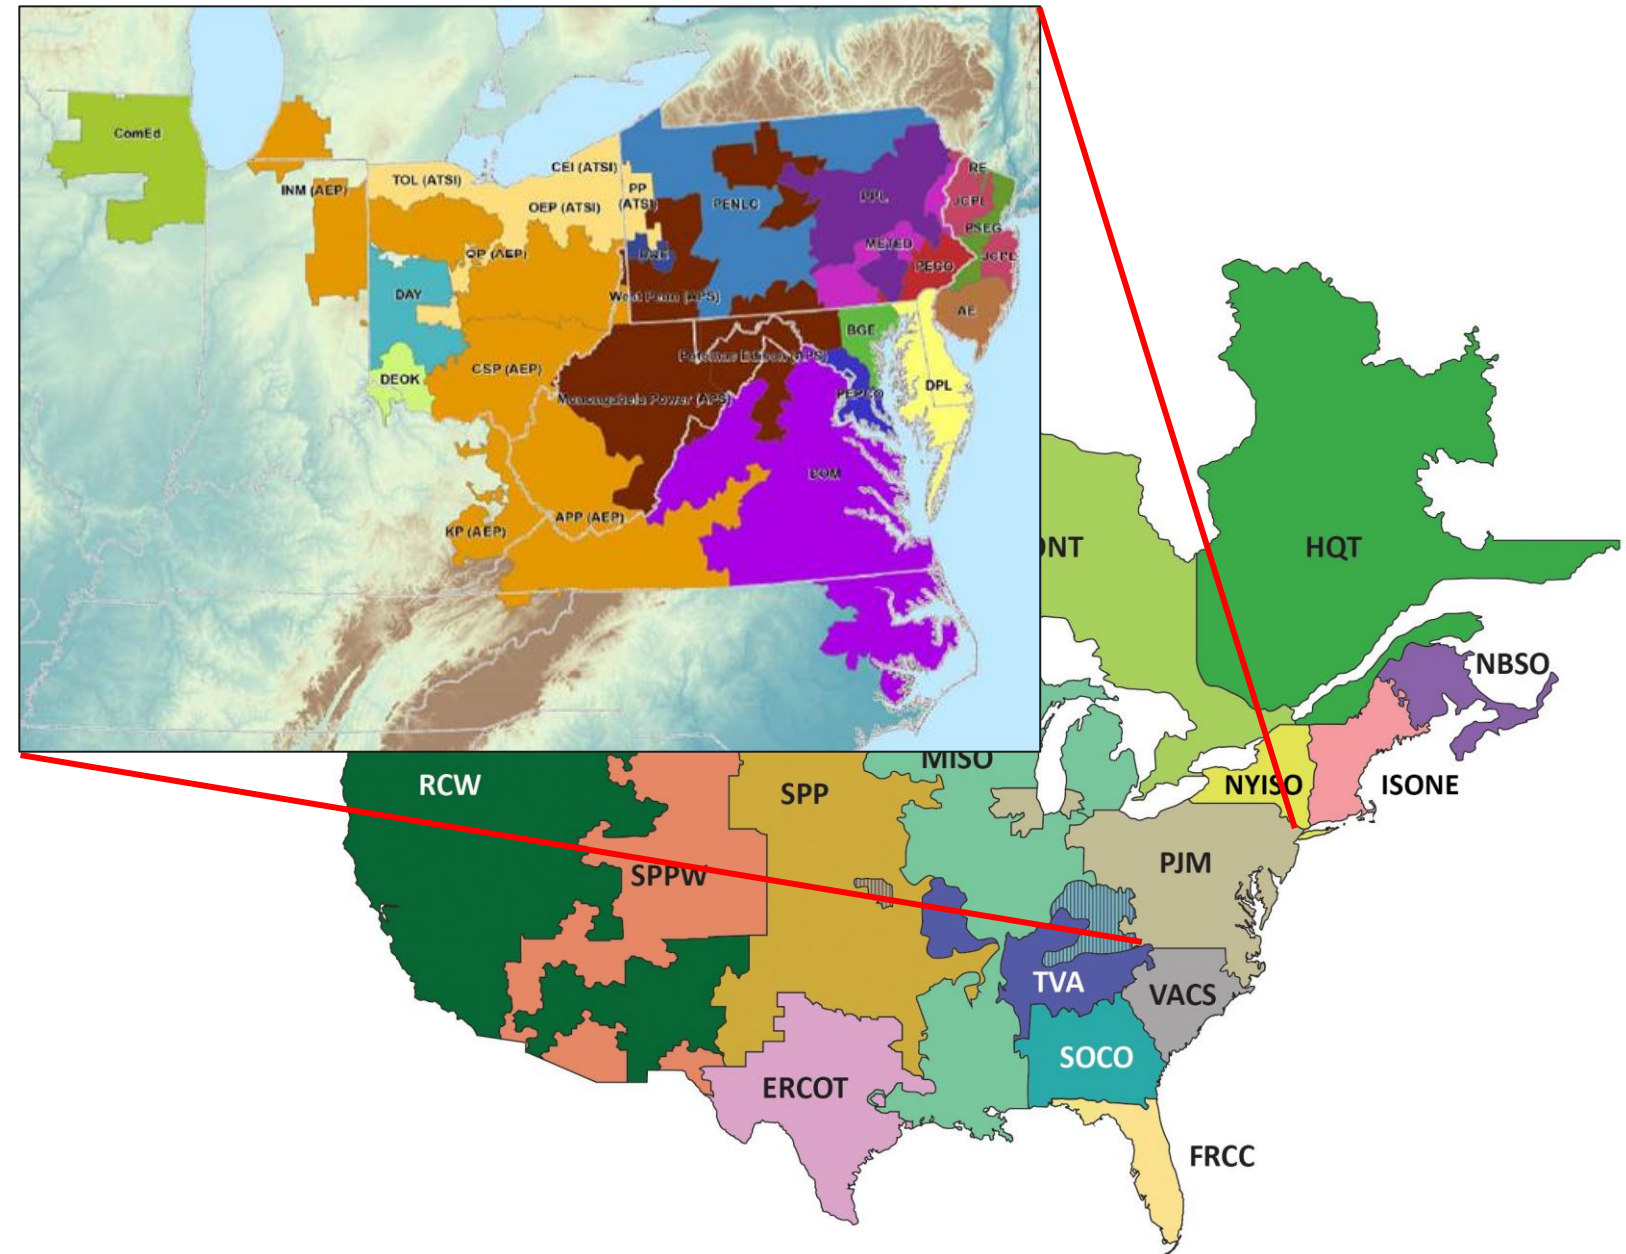 ComEd
INM (AEP)
TOL (ATSI)
CEI (ATSI)
OEP (ATSI)
PP
(ATSI)
OP (AEP)
DAY
DEOK
CSP (AEP)
KP (AEP)
APP (AEP)
PENLC
PPL
RE
JCPL
PSEG
METED
PECO
JCPL
AE
West Penn (APS)
BGE
Potomac Edison (APS)
Monongahela Power (APS)
PEPCO
DPL
DOM
ONT
HQT
NBSO
ISONE
NYISO
MISO
RCW
SPP
SPPW
PJM
TVA
VACS
SOCO
ERCOT
FRCC